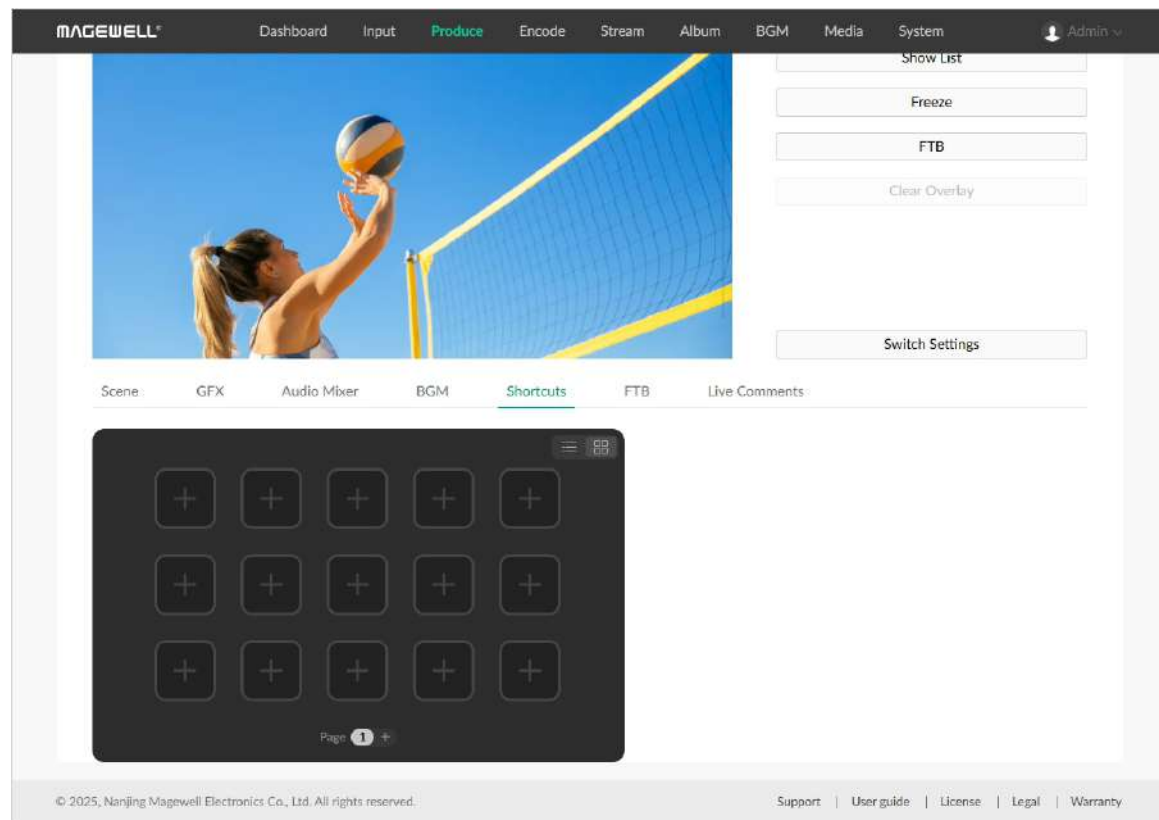 MAGEWELL® Dashboard Input Produce Encode Stream Album BGM Media System Admin
Show List
Freeze
FTB
Clear Overlay
Switch Settings
Scene GFX Audio Mixer BGM Shortcuts FTB Live Comments
Page 1 +
© 2025, Nanjing Magewell Electronics Co., Ltd. All rights reserved. Support | User guide | License | Legal | Warranty